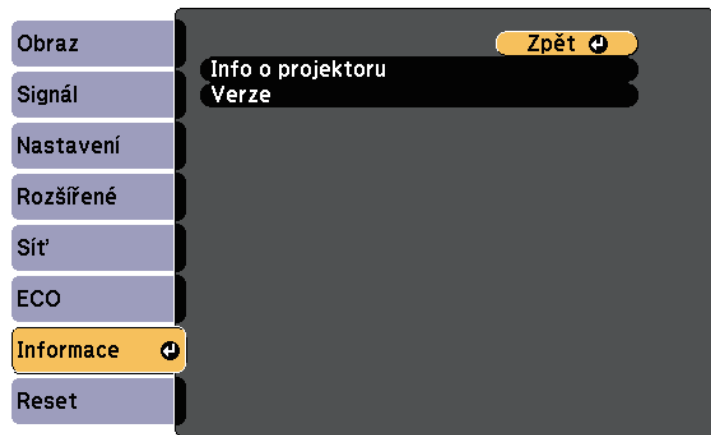 Obraz
Signál
Nastavení
Rozšířené
Síť
ECO
Informace
Reset
Zpět
Info o projektoru
Verze